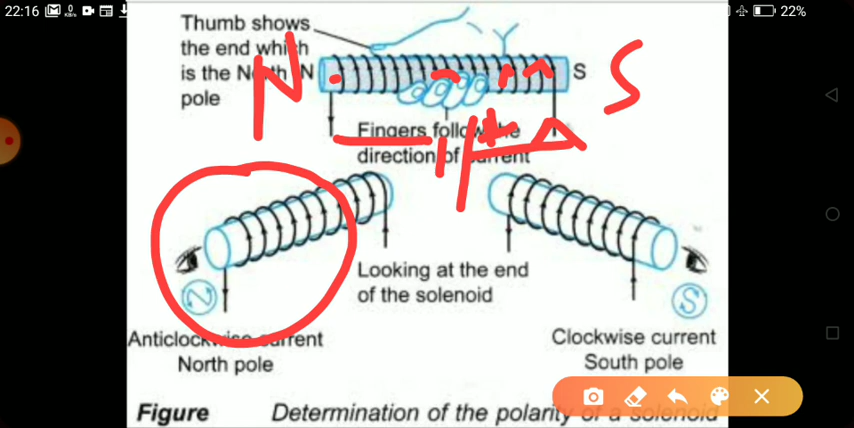 22:16
22%
Thumb shows
the end which
is the North N
pole
S
N
S
Fingers follow the
direction of current
Looking at the end
of the solenoid
N
S
Anticlockwise current
North pole
Clockwise current
South pole
Figure Determination of the polarity of a solenoid